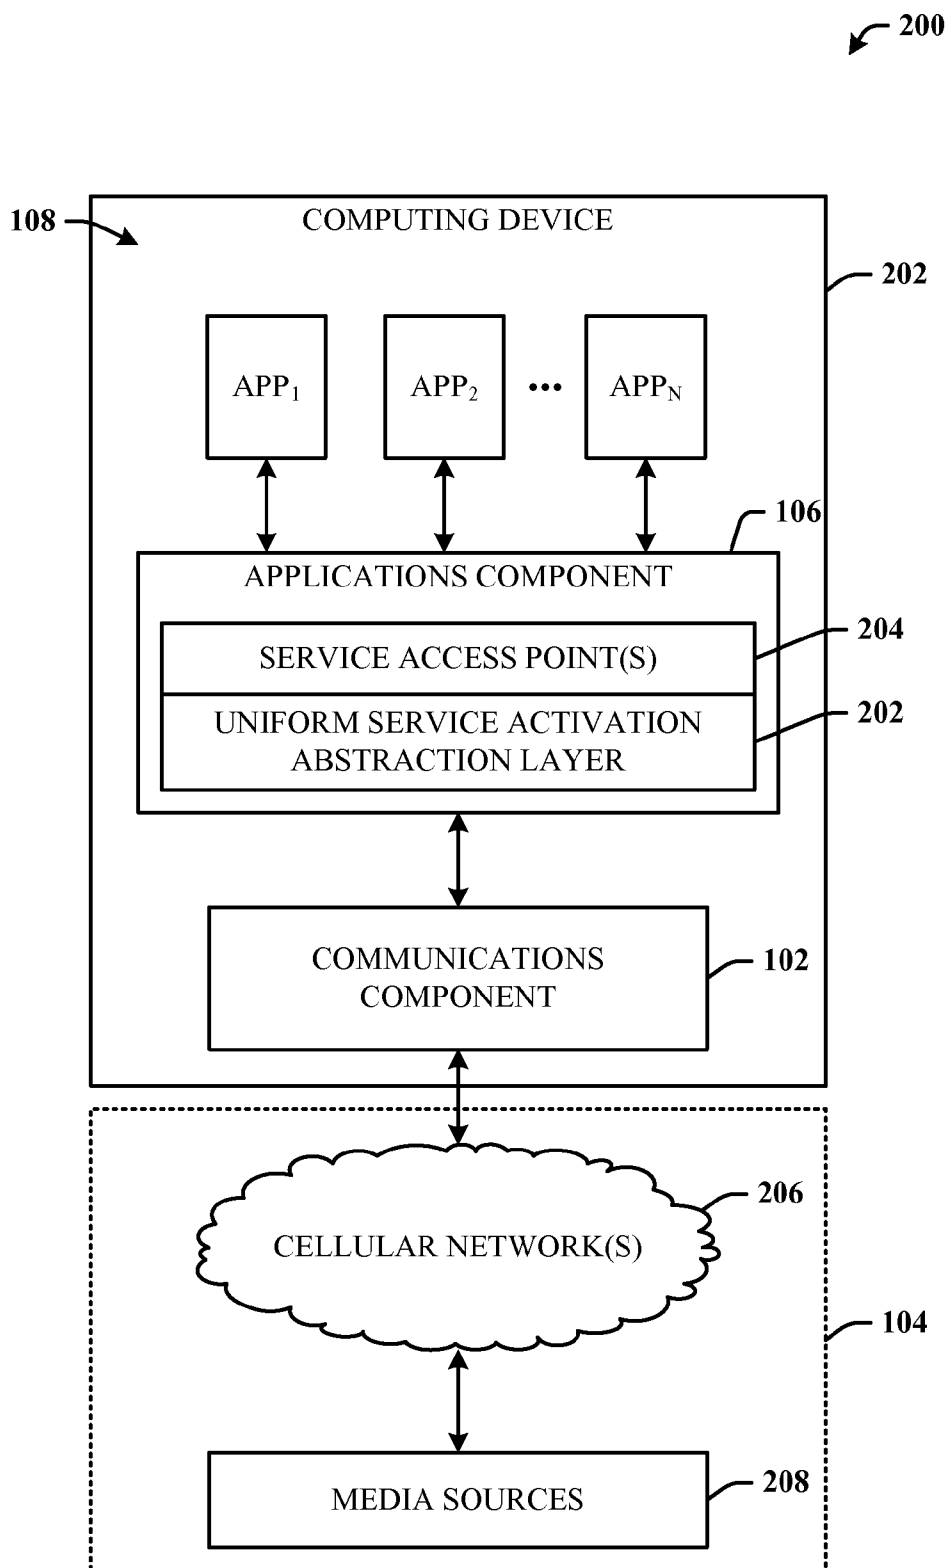 200
108
COMPUTING DEVICE
202
APP1
APP2
•••
APPN
106
APPLICATIONS COMPONENT
204
SERVICE ACCESS POINT(S)
UNIFORM SERVICE ACTIVATION
202
ABSTRACTION LAYER
COMMUNICATIONS
102
COMPONENT
206
CELLULAR NETWORK(S)
104
MEDIA SOURCES
208